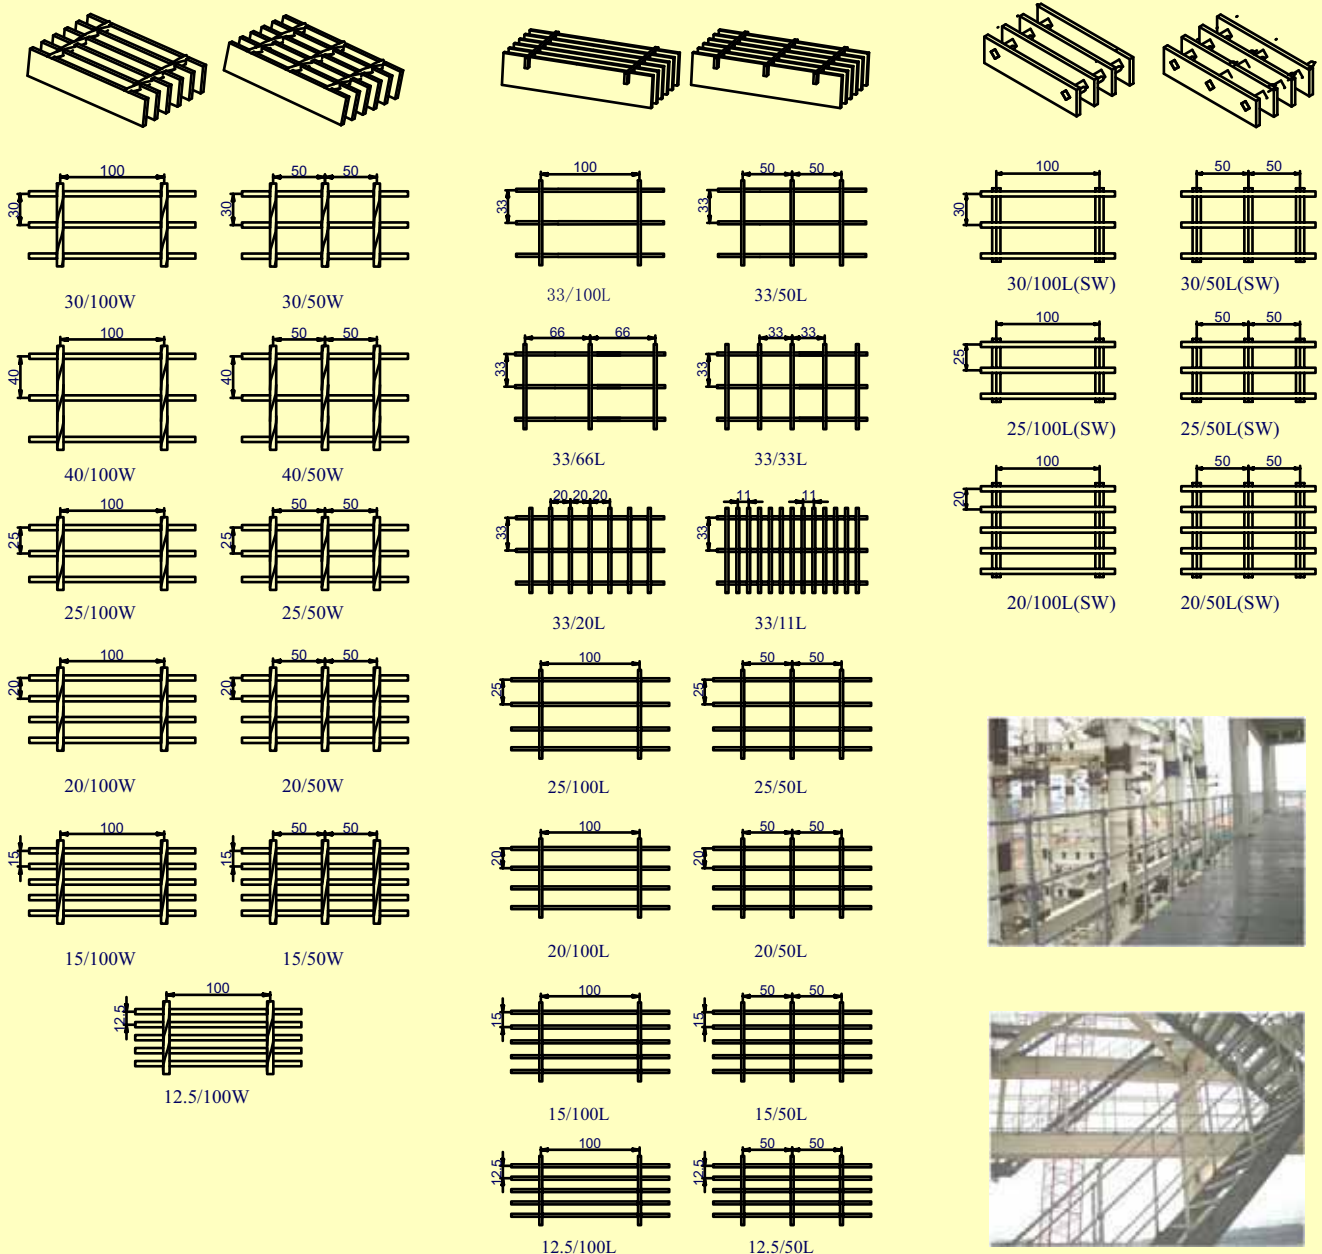 100 50 50 100 50 50 100 50 50
30 30 33 33 30
30/100W 30/50W 33/100L 33/50L 30/100L(SW) 30/50L(SW)
100 50 50 66 66 33 33 100 50 50
40 40 33 33 25
40/100W 40/50W 33/66L 33/33L 25/100L(SW) 25/50L(SW)
100 50 50 20 20 20 11 11 100 50 50
25 25 33 33 20
25/100W 25/50W 33/20L 33/11L 20/100L(SW) 20/50L(SW)
100 50 50 100 50 50
20 20 25 25
20/100W 20/50W 25/100L 25/50L
100 50 50 100 50 50
15 15 20 20
15/100W 15/50W 20/100L 20/50L
100 100 50 50
12.5 15 15
12.5/100W 15/100L 15/50L
100 50 50
12.5 12.5
12.5/100L 12.5/50L